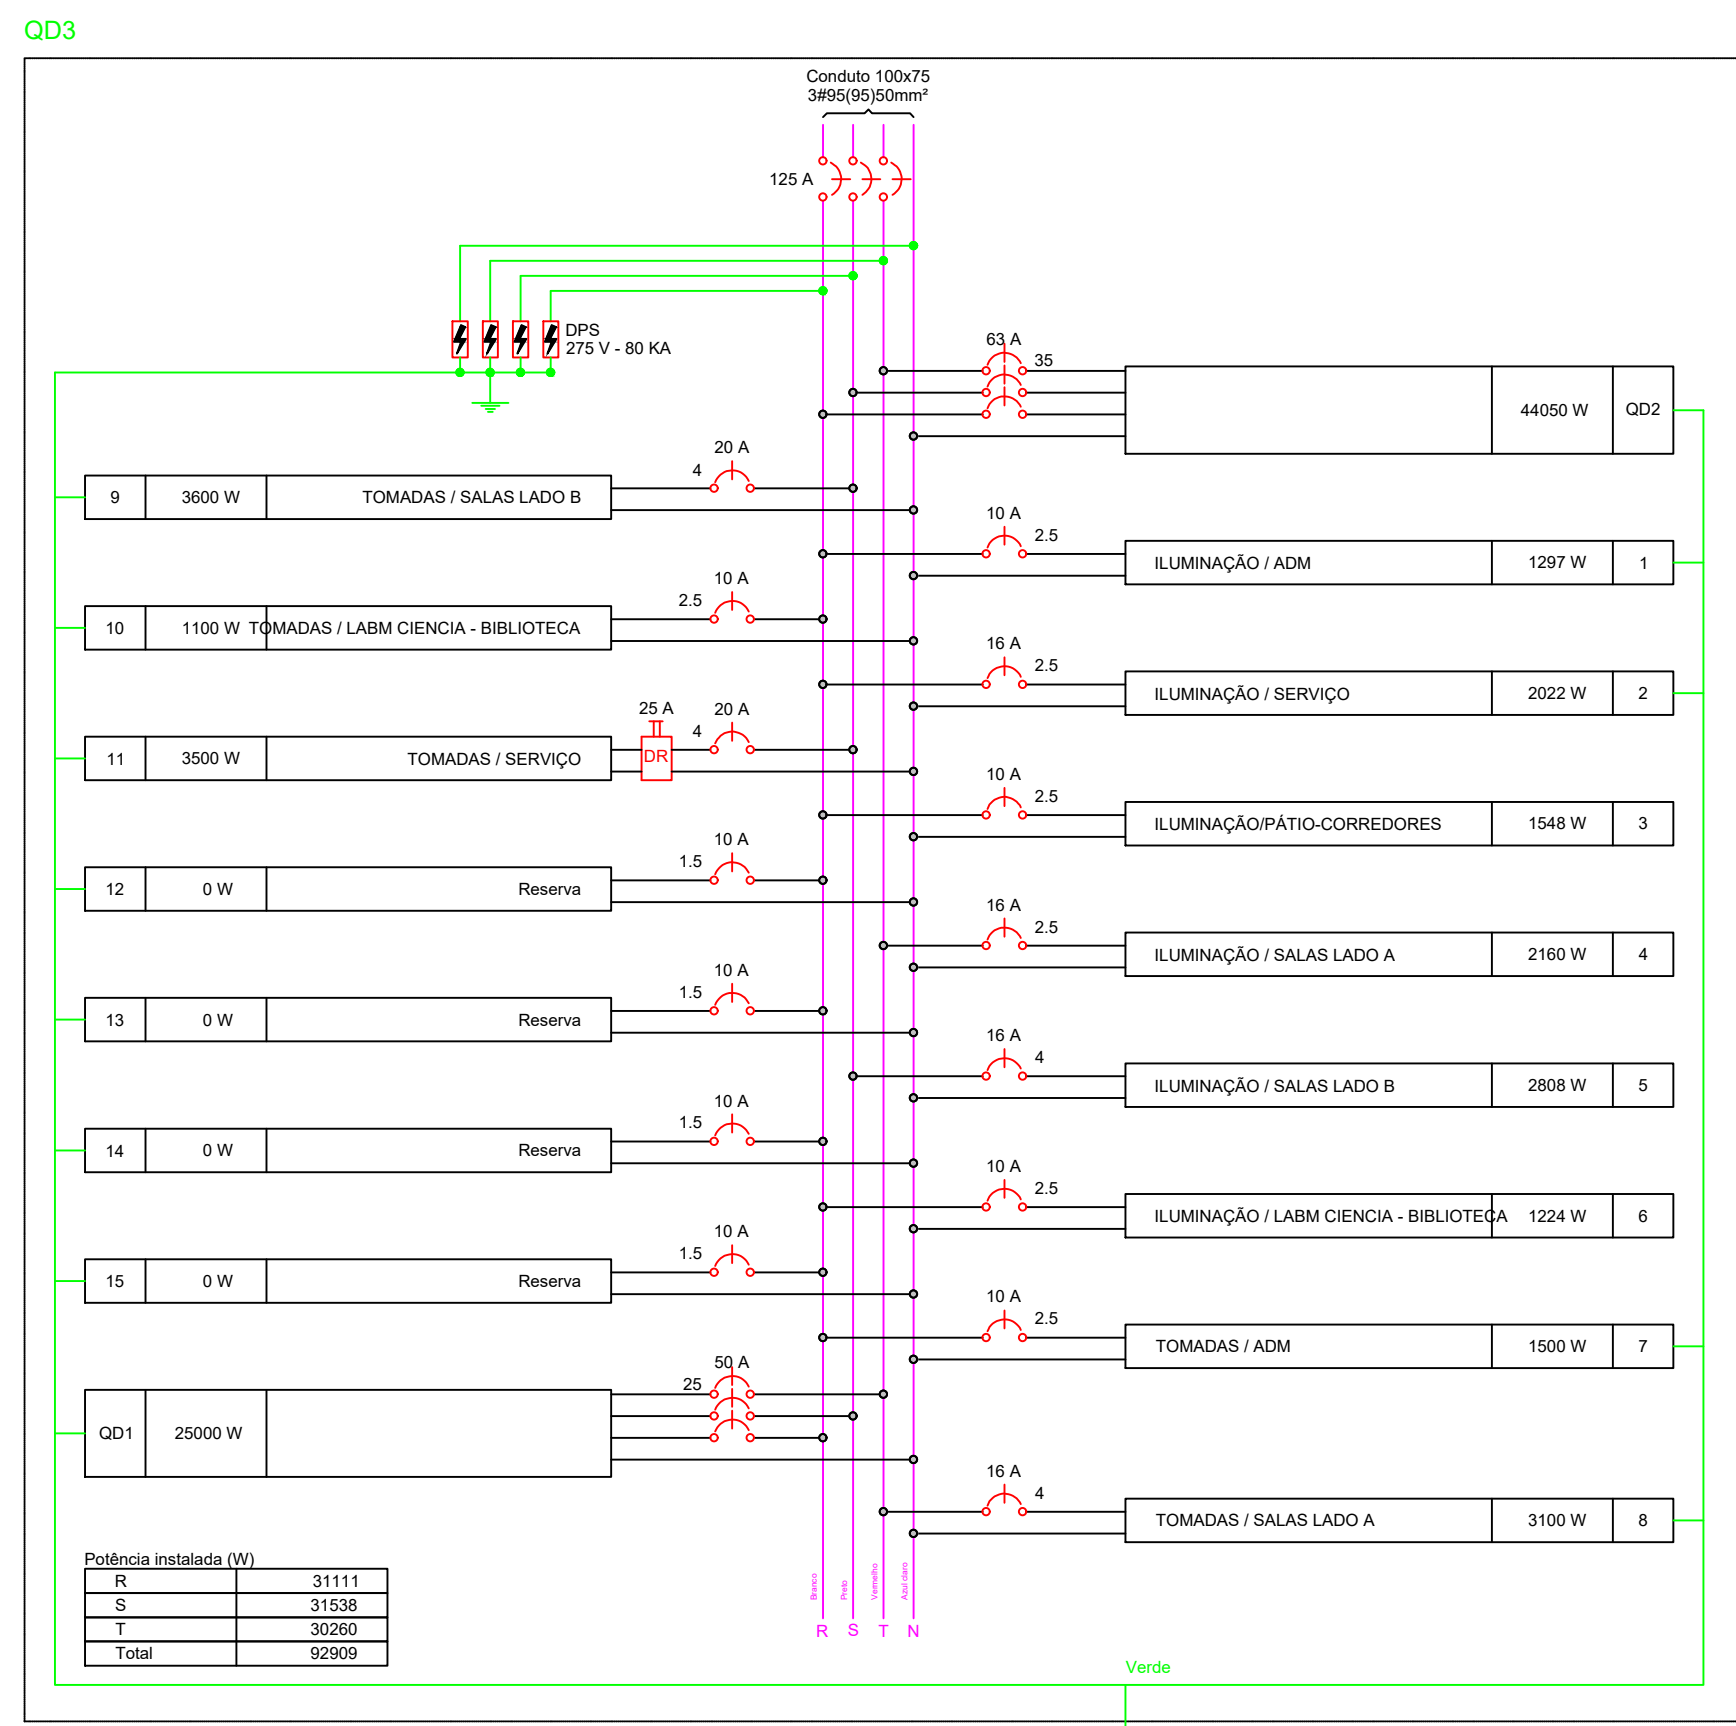 QD3
Conduto 100x75
3#95(95)50mm²
125 A
DPS
275 V - 80 KA
63 A
35
44050 W QD2
20 A
4
9 3600 W TOMADAS / SALAS LADO B
10 A
2.5
ILUMINAÇÃO / ADM 1297 W 1
10 A
2.5
10 1100 W TOMADAS / LABM CIENCIA - BIBLIOTECA
16 A
2.5
ILUMINAÇÃO / SERVIÇO 2022 W 2
25 A 20 A
4
11 3500 W TOMADAS / SERVIÇO DR
10 A
2.5
ILUMINAÇÃO/PÁTIO-CORREDORES 1548 W 3
10 A
1.5
12 0 W Reserva
16 A
2.5
ILUMINAÇÃO / SALAS LADO A 2160 W 4
10 A
1.5
13 0 W Reserva
16 A
4
ILUMINAÇÃO / SALAS LADO B 2808 W 5
10 A
1.5
14 0 W Reserva
10 A
2.5
ILUMINAÇÃO / LABM CIENCIA - BIBLIOTECA 1224 W 6
10 A
1.5
15 0 W Reserva
10 A
2.5
TOMADAS / ADM 1500 W 7
50 A
25
QD1 25000 W
16 A
4
TOMADAS / SALAS LADO A 3100 W 8
Potência instalada (W)
R 31111
S 31538
T 30260
Total 92909
Branco Preto Vermelho Azul claro
R S T N
Verde